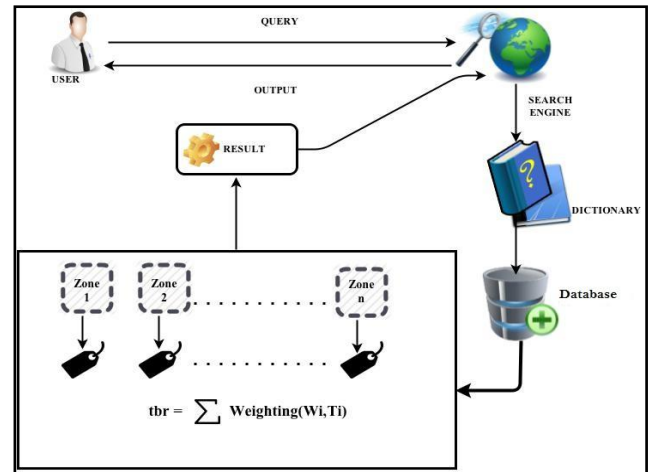 QUERY
USER
OUTPUT
SEARCH
ENGINE
RESULT
?
DICTIONARY
Zone
1
Zone
2
Zone
n
Database
tbr = ∑ Weighting(Wi,Ti)